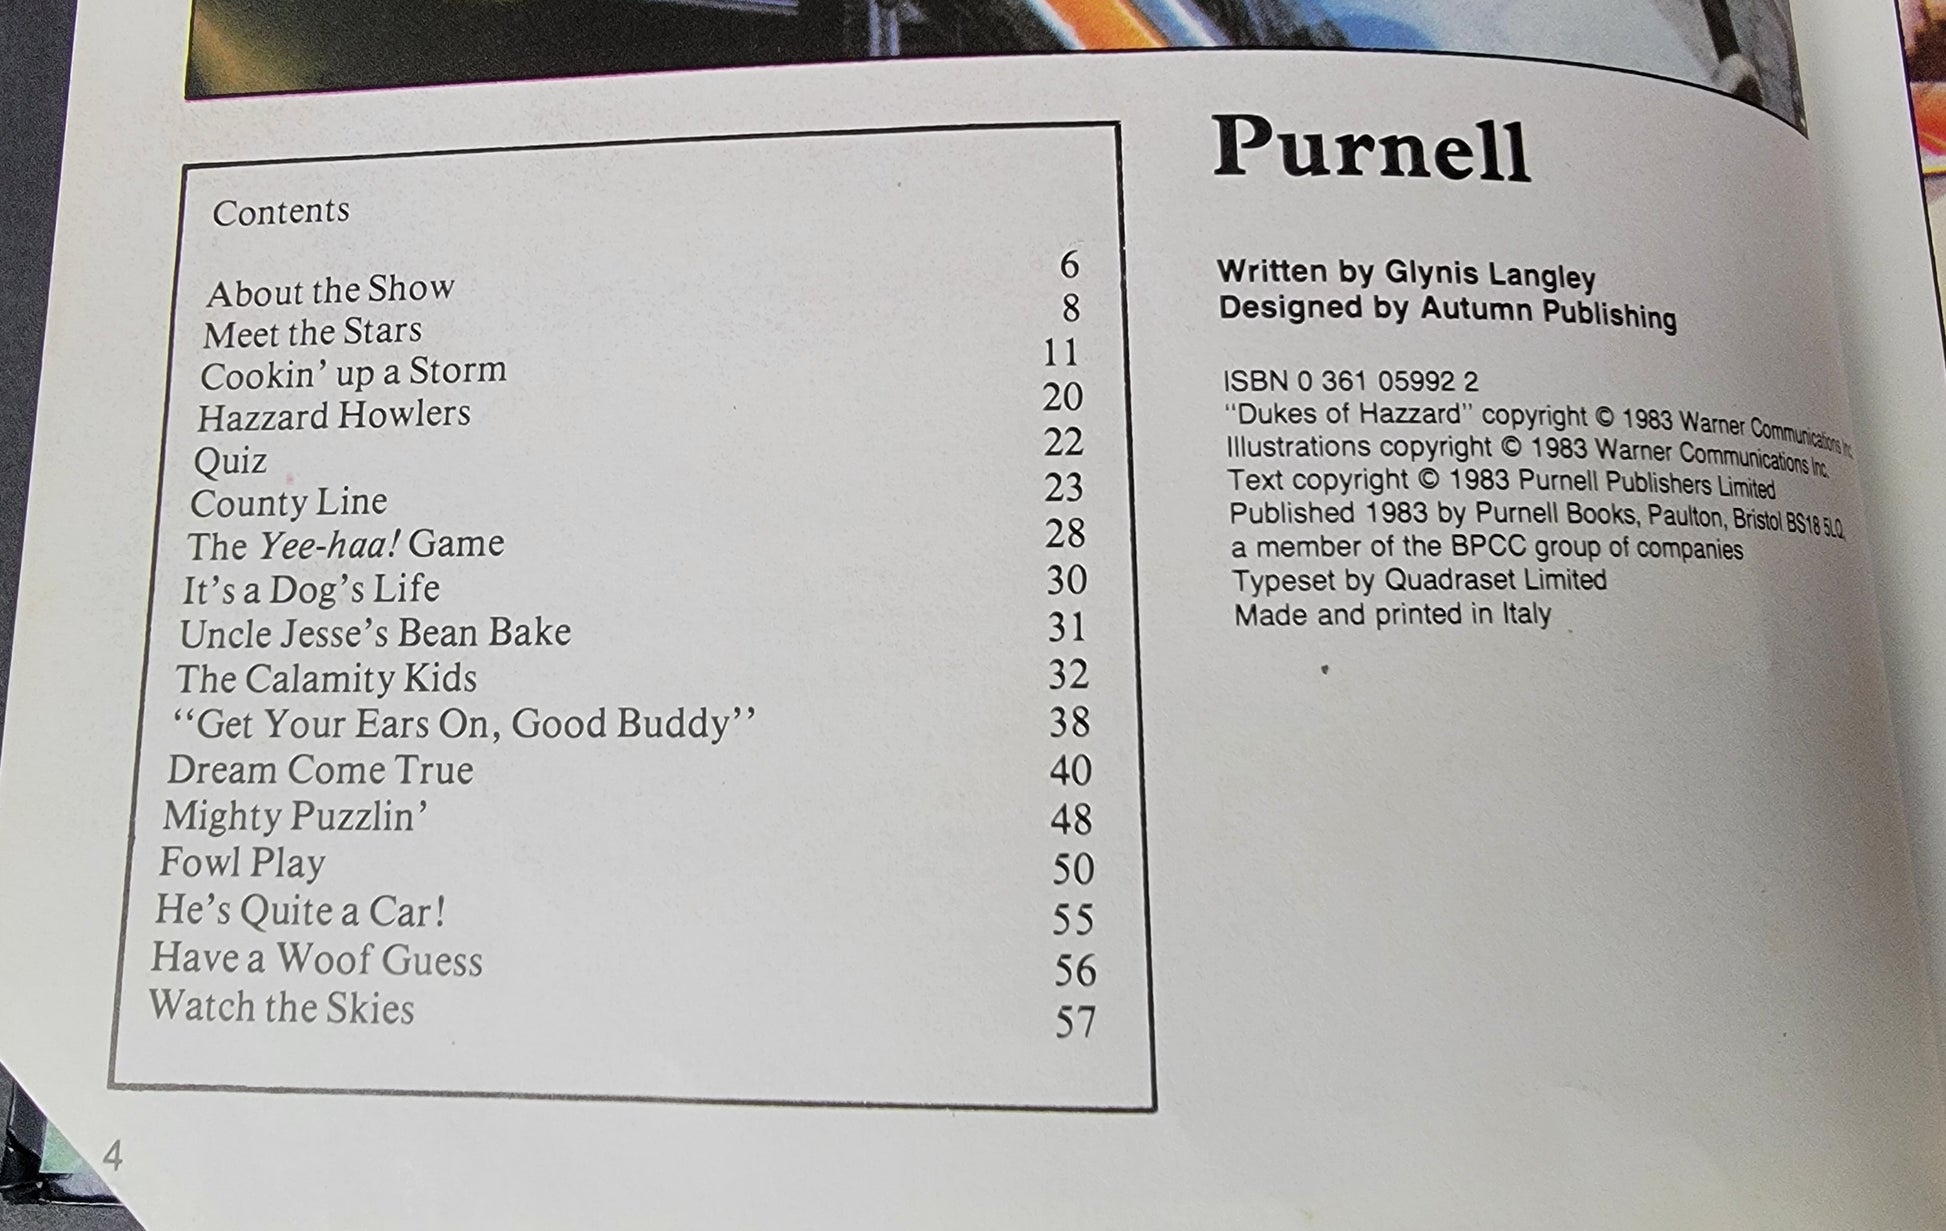 Contents
About the Show 6
Meet the Stars 8
Cookin' up a Storm 11
Hazzard Howlers 20
Quiz 22
County Line 23
The Yee-haa! Game 28
It's a Dog's Life 30
Uncle Jesse's Bean Bake 31
The Calamity Kids 32
“Get Your Ears On, Good Buddy” 38
Dream Come True 40
Mighty Puzzlin' 48
Fowl Play 50
He's Quite a Car! 55
Have a Woof Guess 56
Watch the Skies 57
4
Purnell
Written by Glynis Langley
Designed by Autumn Publishing
ISBN 0 361 05992 2
“Dukes of Hazzard” copyright © 1983 Warner Communications Inc.
Illustrations copyright © 1983 Warner Communications Inc.
Text copyright © 1983 Purnell Publishers Limited
Published 1983 by Purnell Books, Paulton, Bristol BS18 5LQ,
a member of the BPCC group of companies
Typeset by Quadraset Limited
Made and printed in Italy